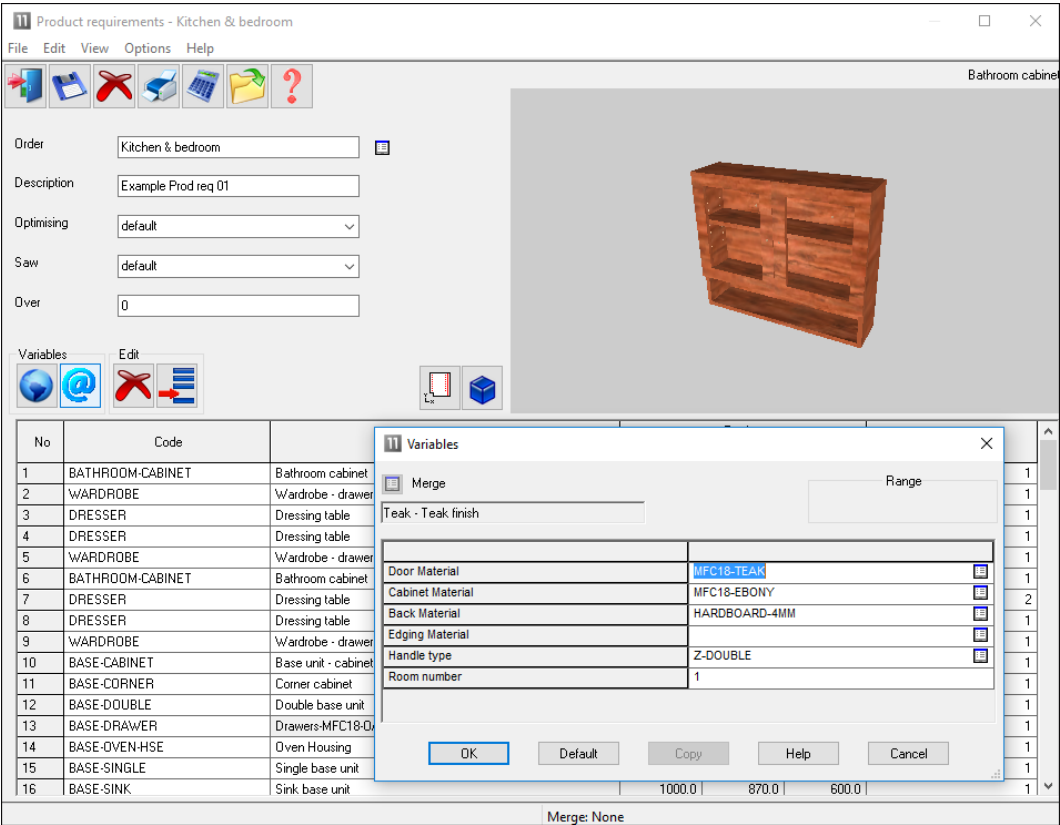 11 Product requirements - Kitchen & bedroom
File Edit View Options Help
Bathroom cabinet
Order Kitchen & bedroom
Description Example Prod req 01
Optimising default
Saw default
Over 0
Variables Edit
No Code
1 BATHROOM-CABINET Bathroom cabinet 1
2 WARDROBE Wardrobe - drawer 1
3 DRESSER Dressing table 1
4 DRESSER Dressing table 1
5 WARDROBE Wardrobe - drawer 1
6 BATHROOM-CABINET Bathroom cabinet 1
7 DRESSER Dressing table 2
8 DRESSER Dressing table 1
9 WARDROBE Wardrobe - drawer 1
10 BASE-CABINET Base unit - cabinet 1
11 BASE-CORNER Corner cabinet 1
12 BASE-DOUBLE Double base unit 1
13 BASE-DRAWER Drawers-MFC18-OA 1
14 BASE-OVEN-HSE Oven Housing 1
15 BASE-SINGLE Single base unit 1
16 BASE-SINK Sink base unit 1000.0 870.0 600.0 1
11 Variables
Merge Range
Teak - Teak finish
Door Material MFC18-TEAK
Cabinet Material MFC18-EBONY
Back Material HARDBOARD-4MM
Edging Material
Handle type Z-DOUBLE
Room number 1
OK Default Copy Help Cancel
Merge: None